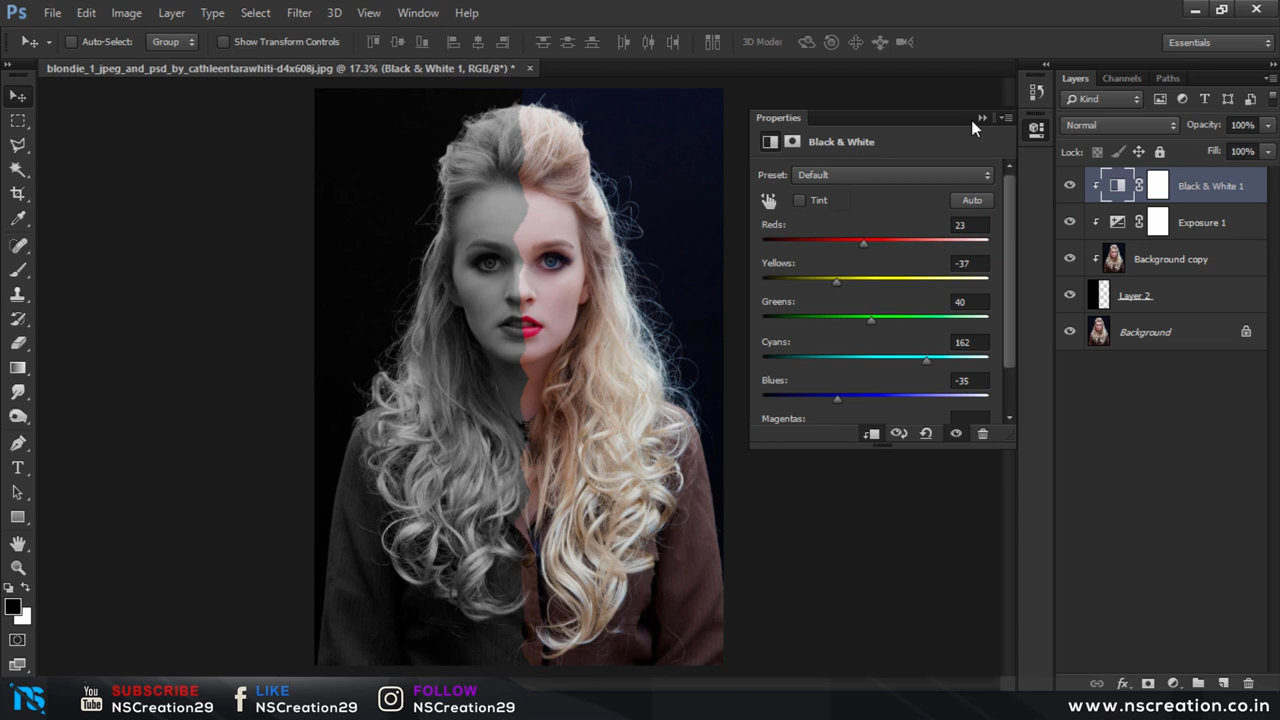 Ps File Edit Image Layer Type Select Filter 3D View Window Help
Auto-Select: Group Show Transform Controls 3D Mode: Essentials
blondie_1_jpeg_and_psd_by_cathleentarawhiti-d4x608j.jpg @ 17.3% (Black & White 1, RGB/8*) * ×
Properties
Black & White
Preset: Default
Tint Auto
Reds: 23
Yellows: -37
Greens: 40
Cyans: 162
Blues: -35
Magentas:
Layers Channels Paths
Kind
Normal Opacity: 100%
Lock: Fill: 100%
Black & White 1
Exposure 1
Background copy
Layer 2
Background
fx
NS
You Tube SUBSCRIBE
NSCreation29
LIKE
NSCreation29
FOLLOW
NSCreation29
www.nscreation.co.in